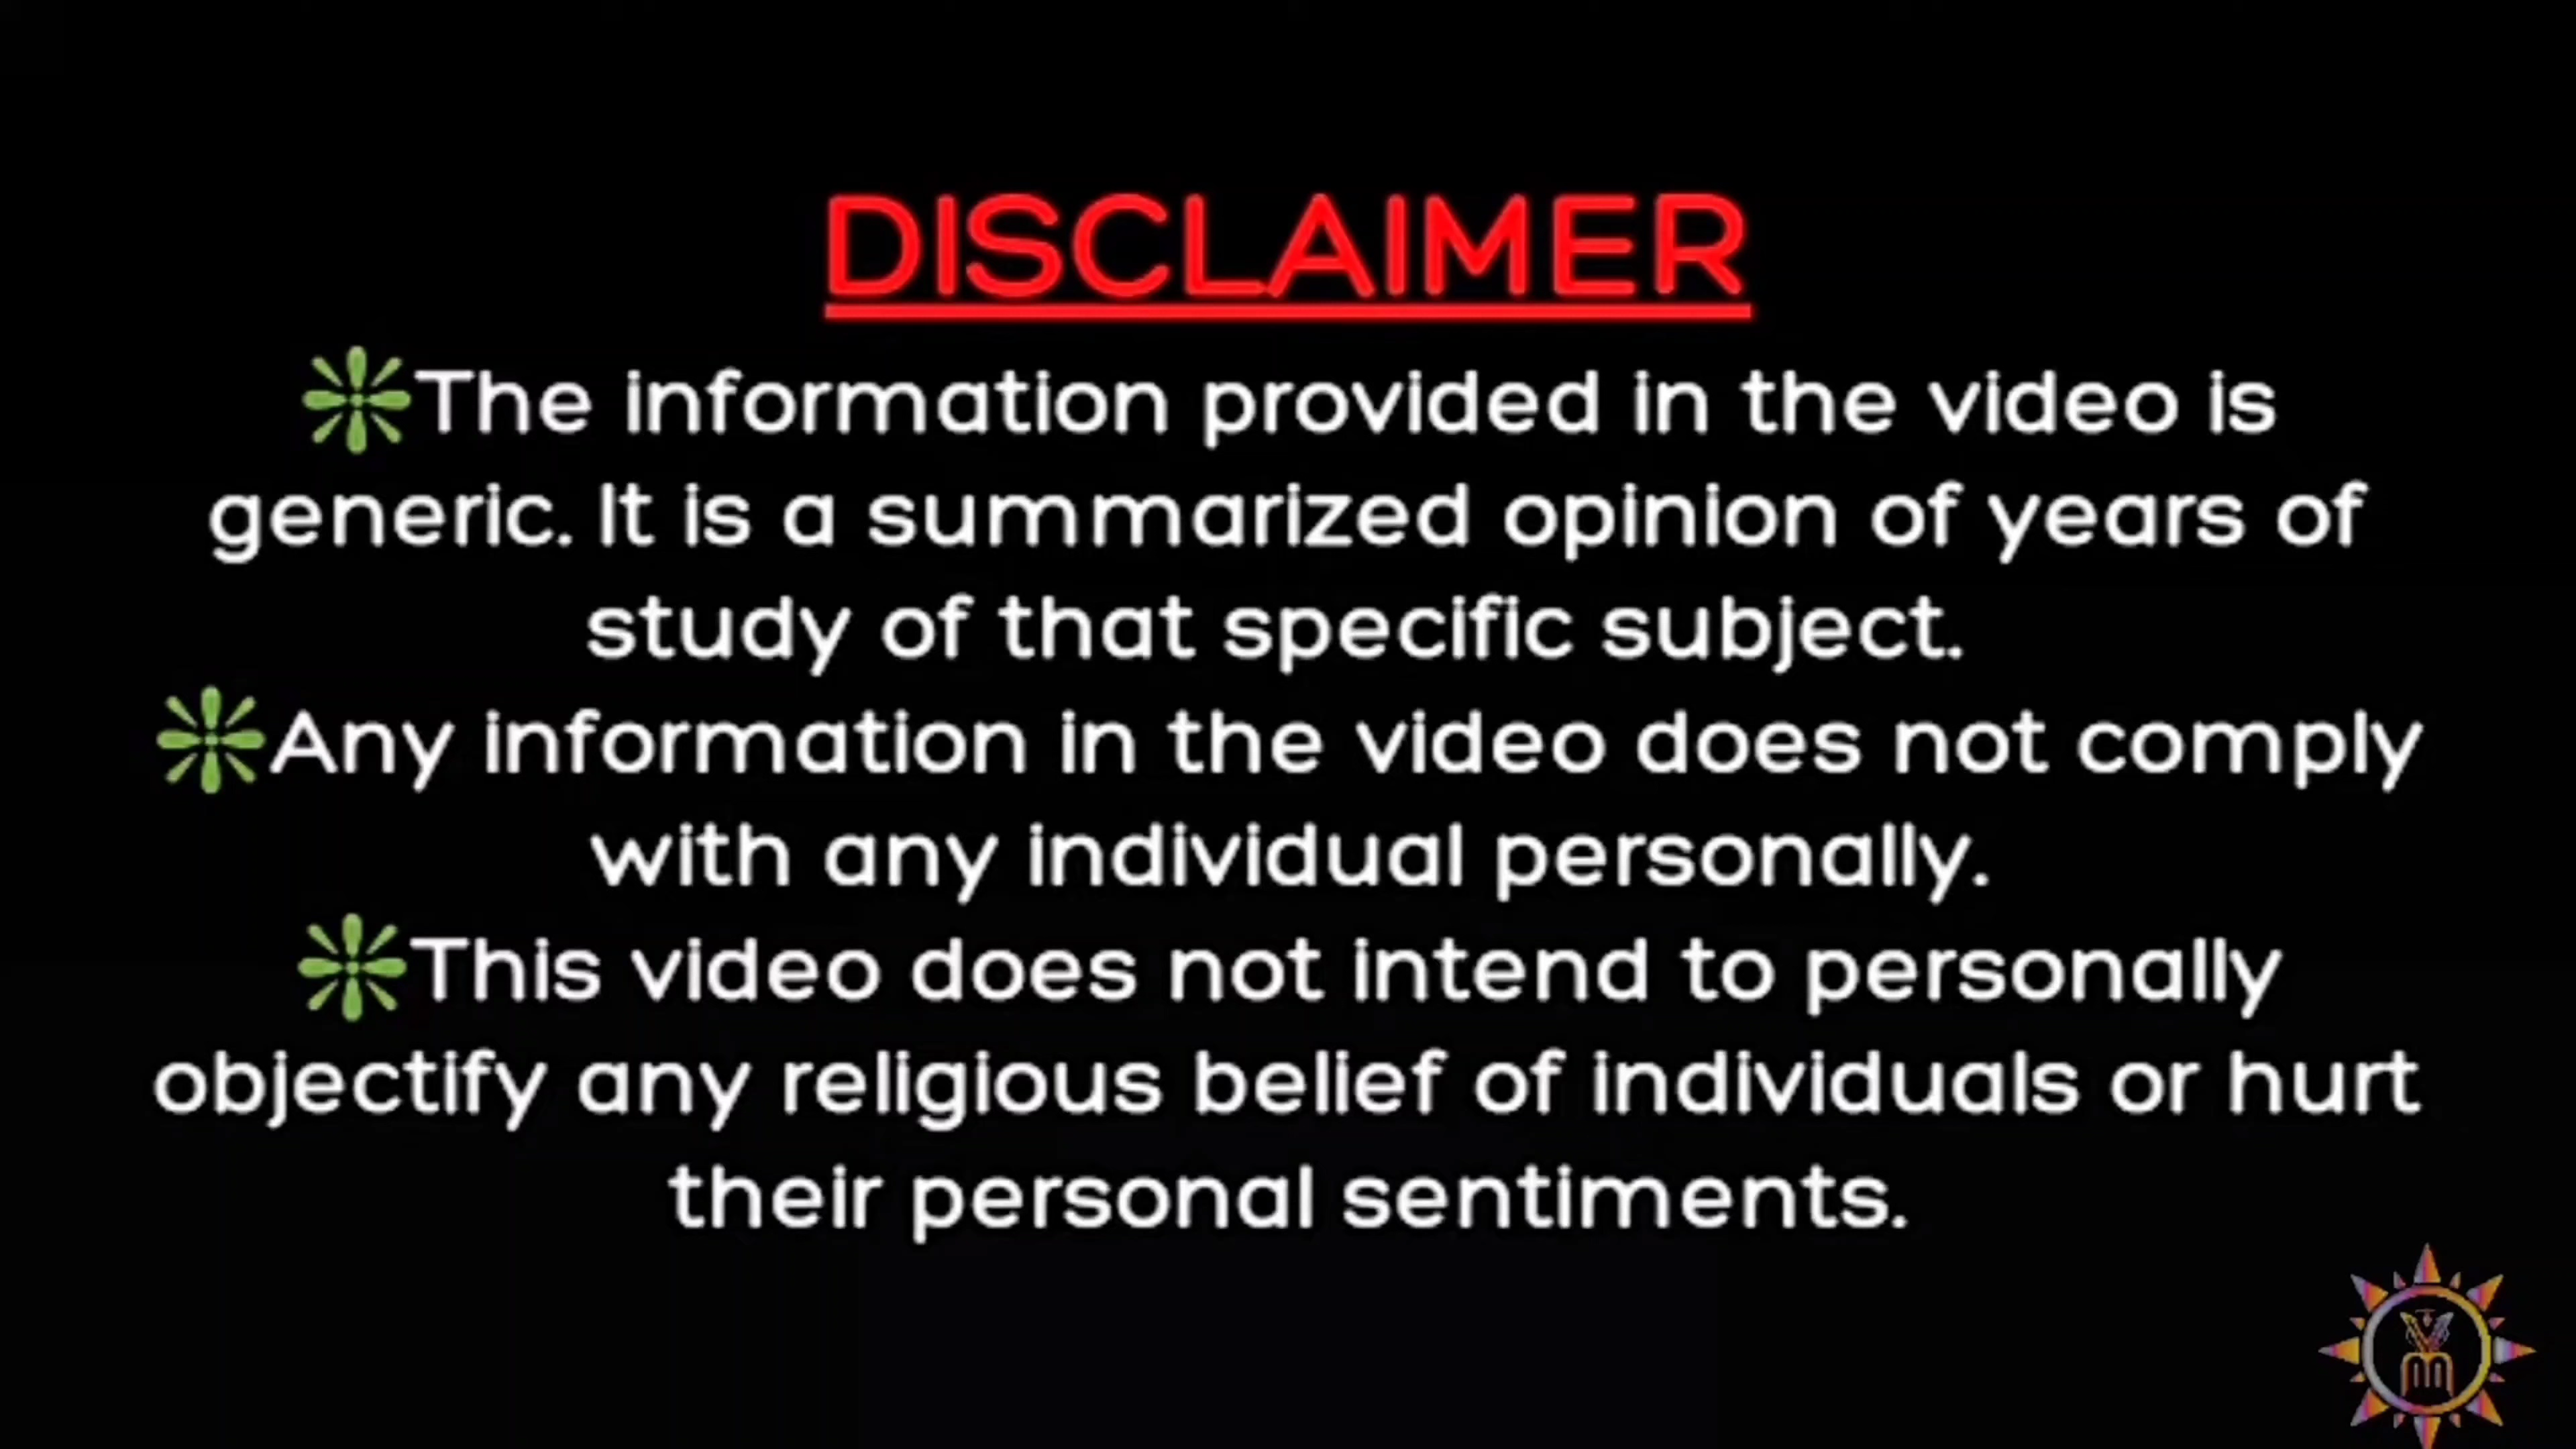 DISCLAIMER
The information provided in the video is
generic. It is a summarized opinion of years of
study of that specific subject.
Any information in the video does not comply
with any individual personally.
This video does not intend to personally
objectify any religious belief of individuals or hurt
their personal sentiments.